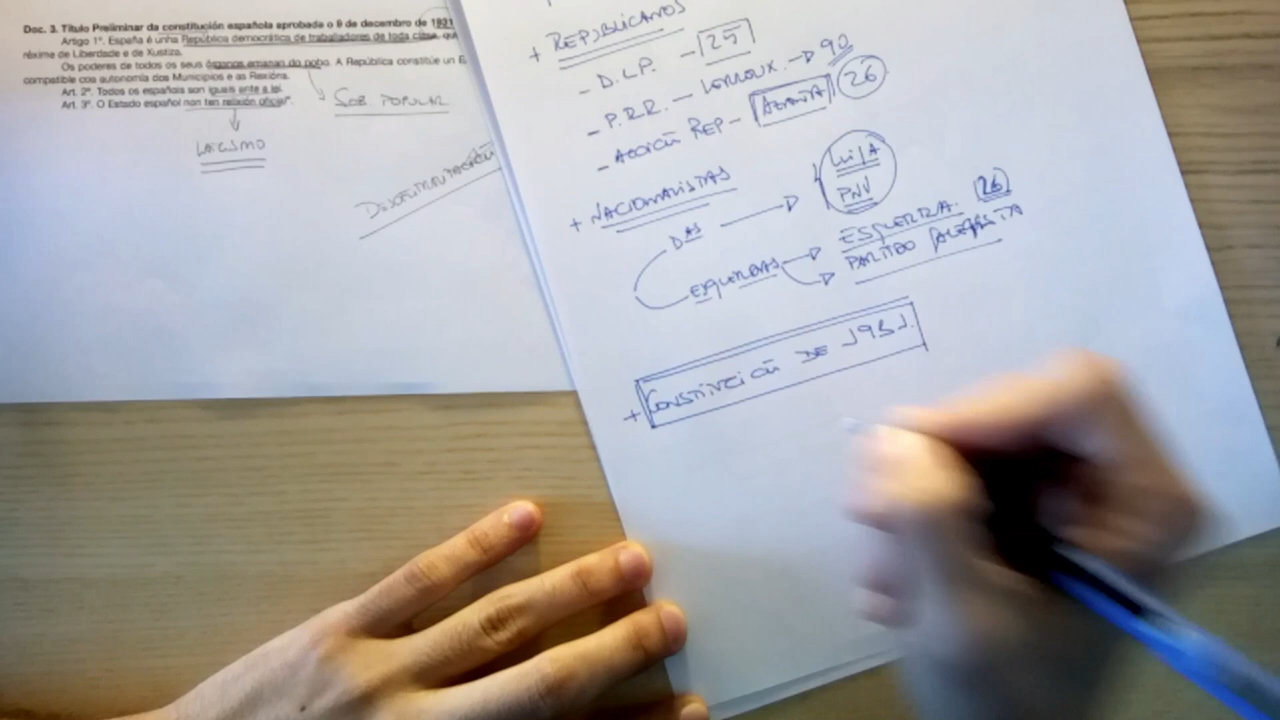 Doc. 3. Título Preliminar da constitución española aprobada o 9 de decembro de 1931
Artigo 1º. España é unha República democrática de traballadores de toda clase, que
réxime de Liberdade e de Xustiza.
Os poderes de todos os seus órganos emanan do pobo. A República constitúe un E
compatible coa autonomía dos Municipios e as Rexións.
Art. 2º. Todos os españois son iguais ante a lei.
Art. 3º. O Estado español non ten relixión oficial".
SOB. POPULAR
LAICISMO
+ REPUBLICANOS
- D.L.P. - 25
- P.R.R. - LERROUX. -> 90
- ACCIÓN REP - AZAÑA 26
+ NACIONALISTAS
DAS -> LLIGA
PNV
ESQUERDAS -> ESQUERRA. 26
PARTIDO GALEGUISTA
+ CONSTITUCIÓN DE 1931.